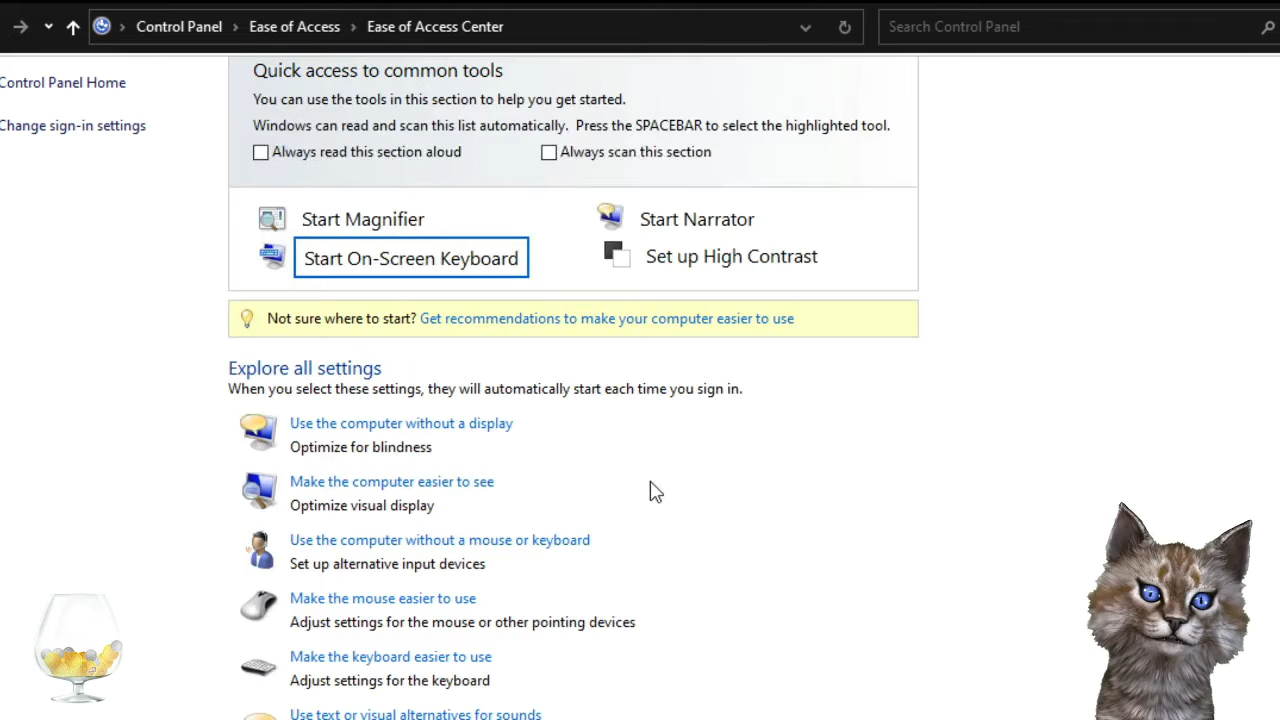 Control Panel > Ease of Access > Ease of Access Center
Search Control Panel
Control Panel Home
Change sign-in settings
Quick access to common tools
You can use the tools in this section to help you get started.
Windows can read and scan this list automatically.  Press the SPACEBAR to select the highlighted tool.
Always read this section aloud
Always scan this section
Start Magnifier
Start Narrator
Start On-Screen Keyboard
Set up High Contrast
Not sure where to start? Get recommendations to make your computer easier to use
Explore all settings
When you select these settings, they will automatically start each time you sign in.
Use the computer without a display
Optimize for blindness
Make the computer easier to see
Optimize visual display
Use the computer without a mouse or keyboard
Set up alternative input devices
Make the mouse easier to use
Adjust settings for the mouse or other pointing devices
Make the keyboard easier to use
Adjust settings for the keyboard
Use text or visual alternatives for sounds